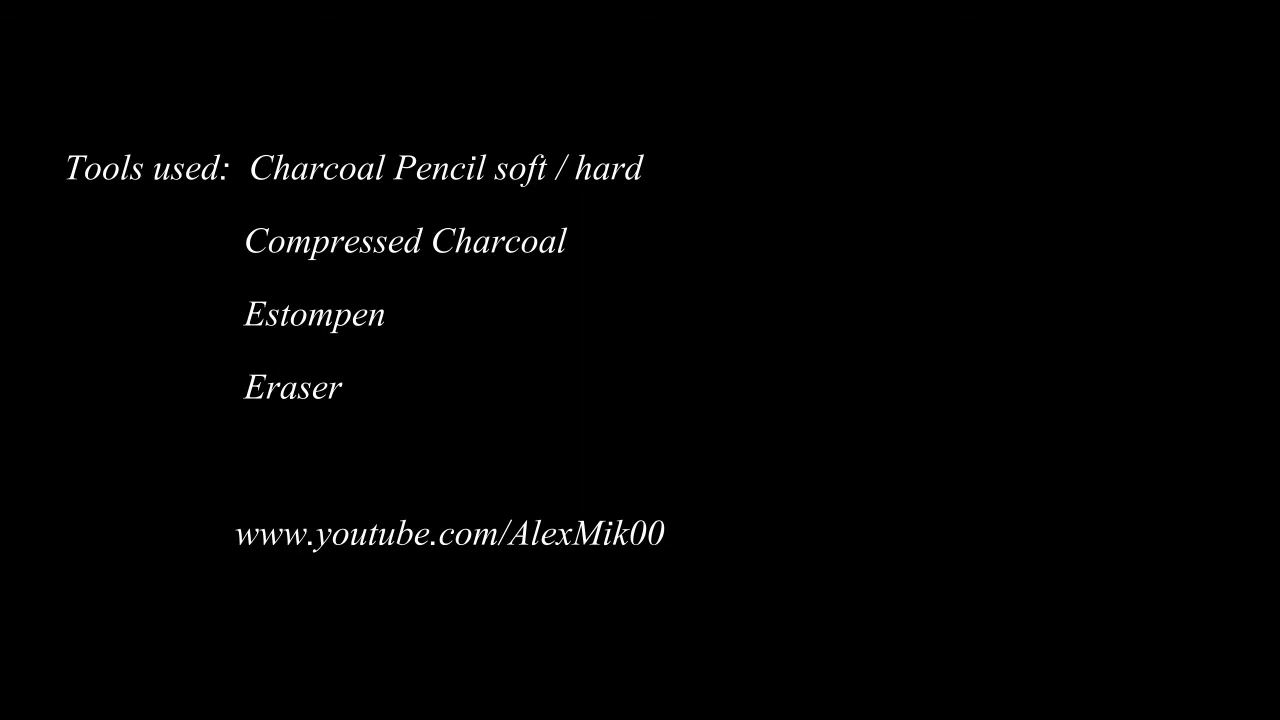 Tools used: Charcoal Pencil soft / hard
Compressed Charcoal
Estompen
Eraser
www.youtube.com/AlexMik00